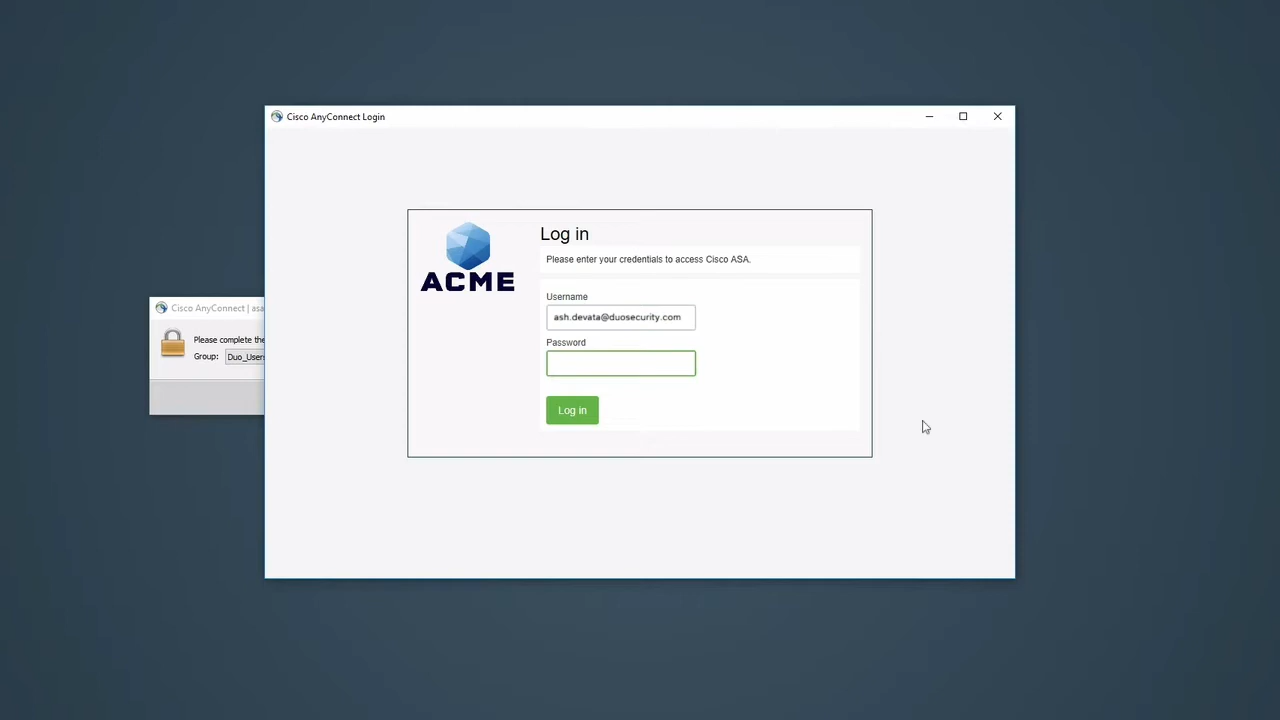 Cisco AnyConnect Login
ACME
Log in
Please enter your credentials to access Cisco ASA.
Username
ash.devata@duosecurity.com
Password
Log in
Cisco AnyConnect | asa
Please complete the
Group: Duo_Users